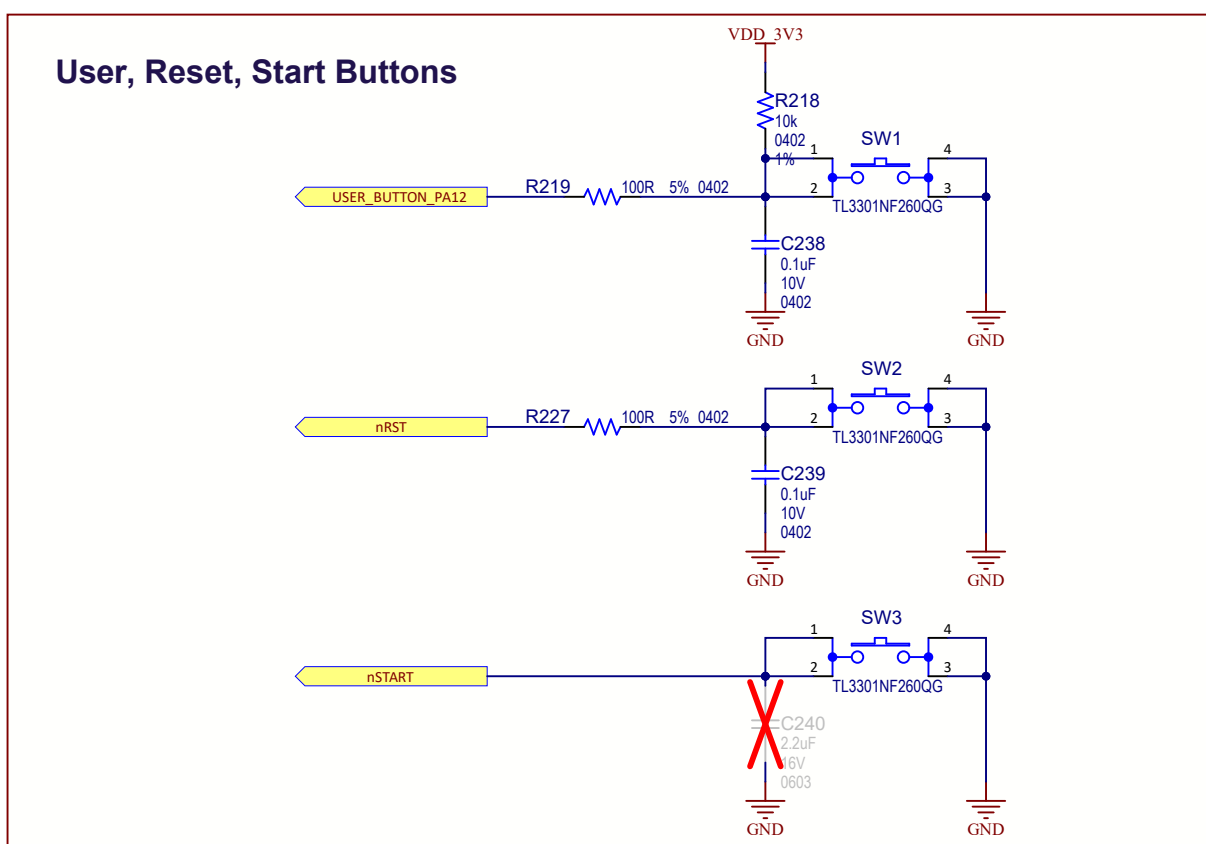 User, Reset, Start Buttons
VDD_3V3
R218
10k
0402
1%
SW1
1
4
2
3
TL3301NF260QG
USER_BUTTON_PA12
R219
100R 5% 0402
C238
0.1uF
10V
0402
GND
GND
SW2
1
4
2
3
TL3301NF260QG
nRST
R227
100R 5% 0402
C239
0.1uF
10V
0402
GND
GND
SW3
1
4
2
3
TL3301NF260QG
nSTART
C240
2.2uF
16V
0603
GND
GND